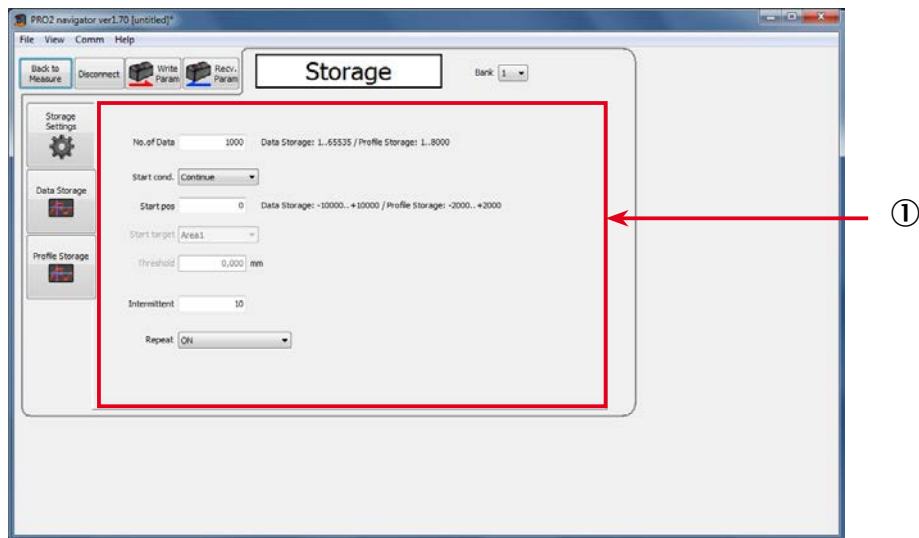 PRO2 navigator ver1.70 [untitled]*
File View Comm Help
Back to Measure
Disconnect
Write Param
Recv. Param
Storage
Bank 1
Storage Settings
Data Storage
Profile Storage
No.of Data 1000 Data Storage: 1..65535 / Profile Storage: 1..8000
Start cond. Continue
Start pos 0 Data Storage: -10000..+10000 / Profile Storage: -2000..+2000
Start target Area1
Threshold 0,000 mm
Intermittent 10
Repeat ON
①